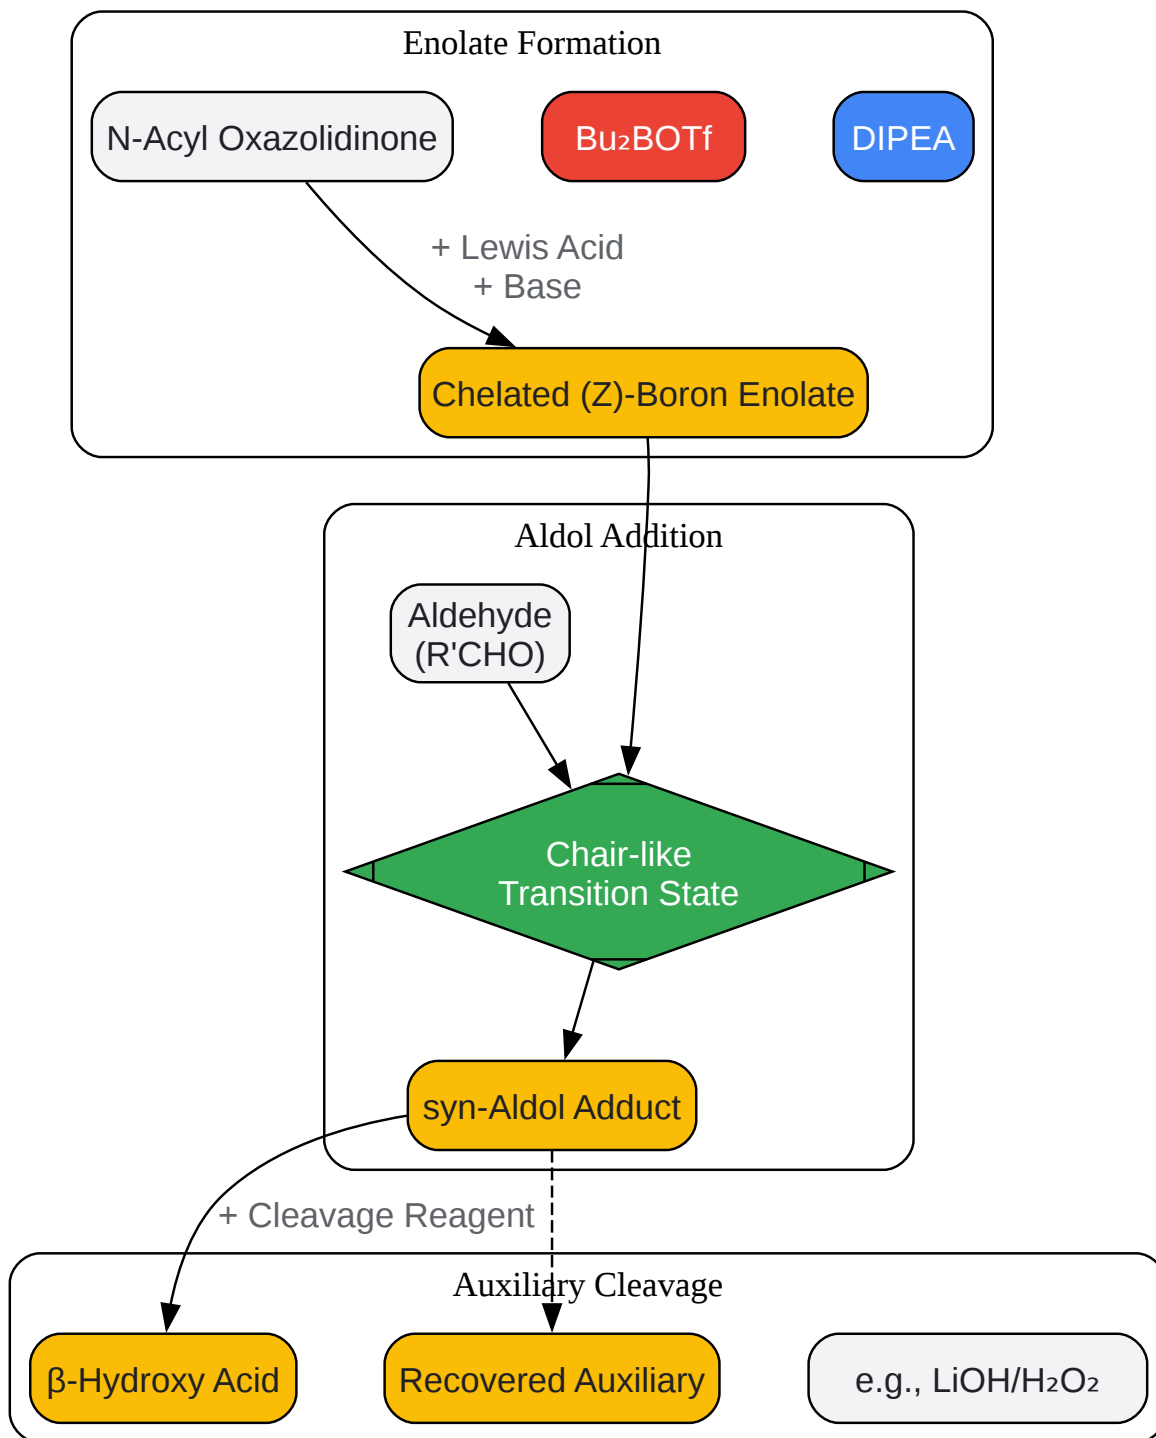 Enolate Formation
N-Acyl Oxazolidinone
Bu₂BOTf
DIPEA
+ Lewis Acid
+ Base
Chelated (Z)-Boron Enolate
Aldol Addition
Aldehyde
(R'CHO)
Chair-like
Transition State
syn-Aldol Adduct
+ Cleavage Reagent
Auxiliary Cleavage
β-Hydroxy Acid
Recovered Auxiliary
e.g., LiOH/H₂O₂